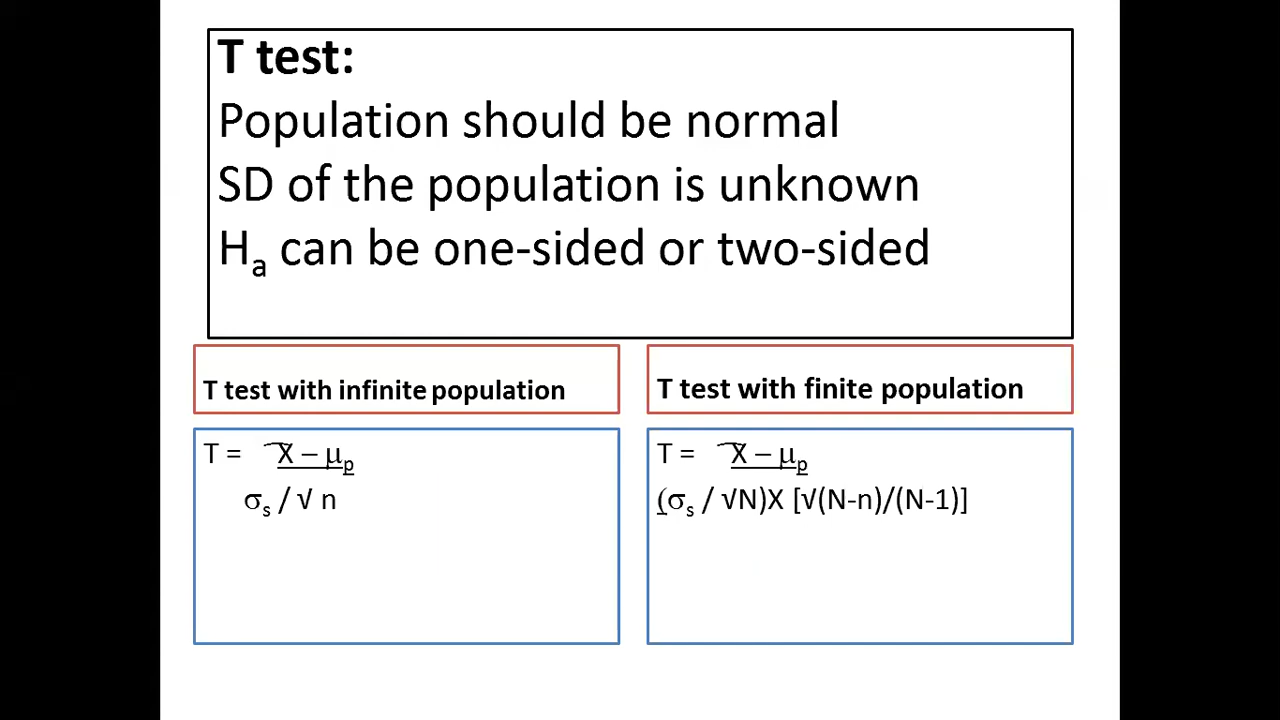 T test:
Population should be normal
SD of the population is unknown
Hₐ can be one-sided or two-sided
T test with infinite population
T = X̄ – μₚ
σₛ / √ n
T test with finite population
T = X̄ – μₚ
(σₛ / √N)X [√(N-n)/(N-1)]